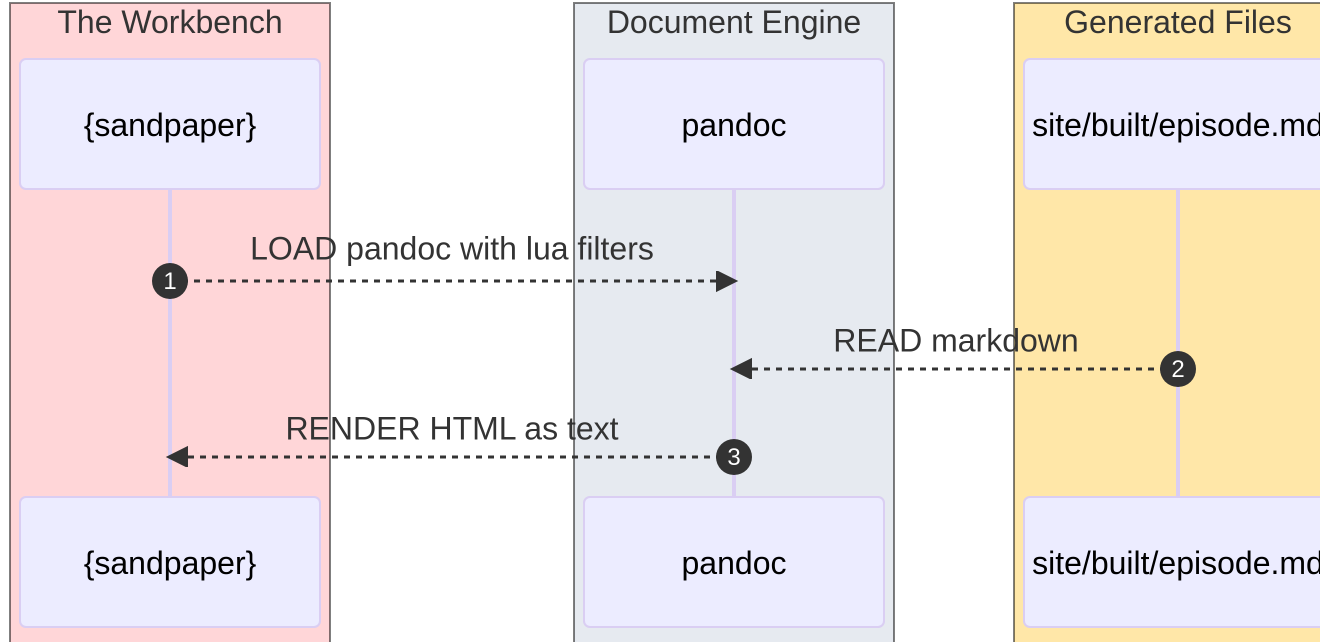 The Workbench
Document Engine
Generated Files
{sandpaper}
pandoc
site/built/episode.md
LOAD pandoc with lua filters
1
READ markdown
2
RENDER HTML as text
3
{sandpaper}
pandoc
site/built/episode.md